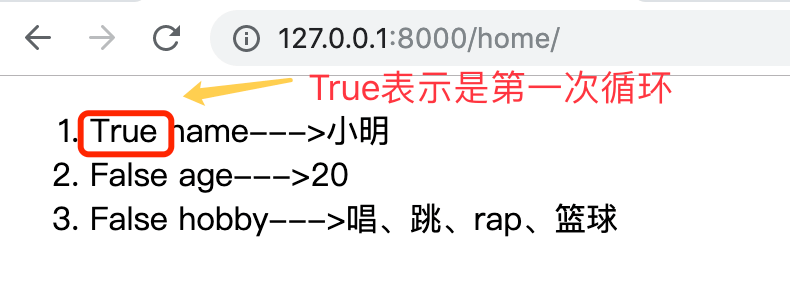 127.0.0.1:8000/home/
True表示是第一次循环
1. True name--->小明
2. False age--->20
3. False hobby--->唱、跳、rap、篮球